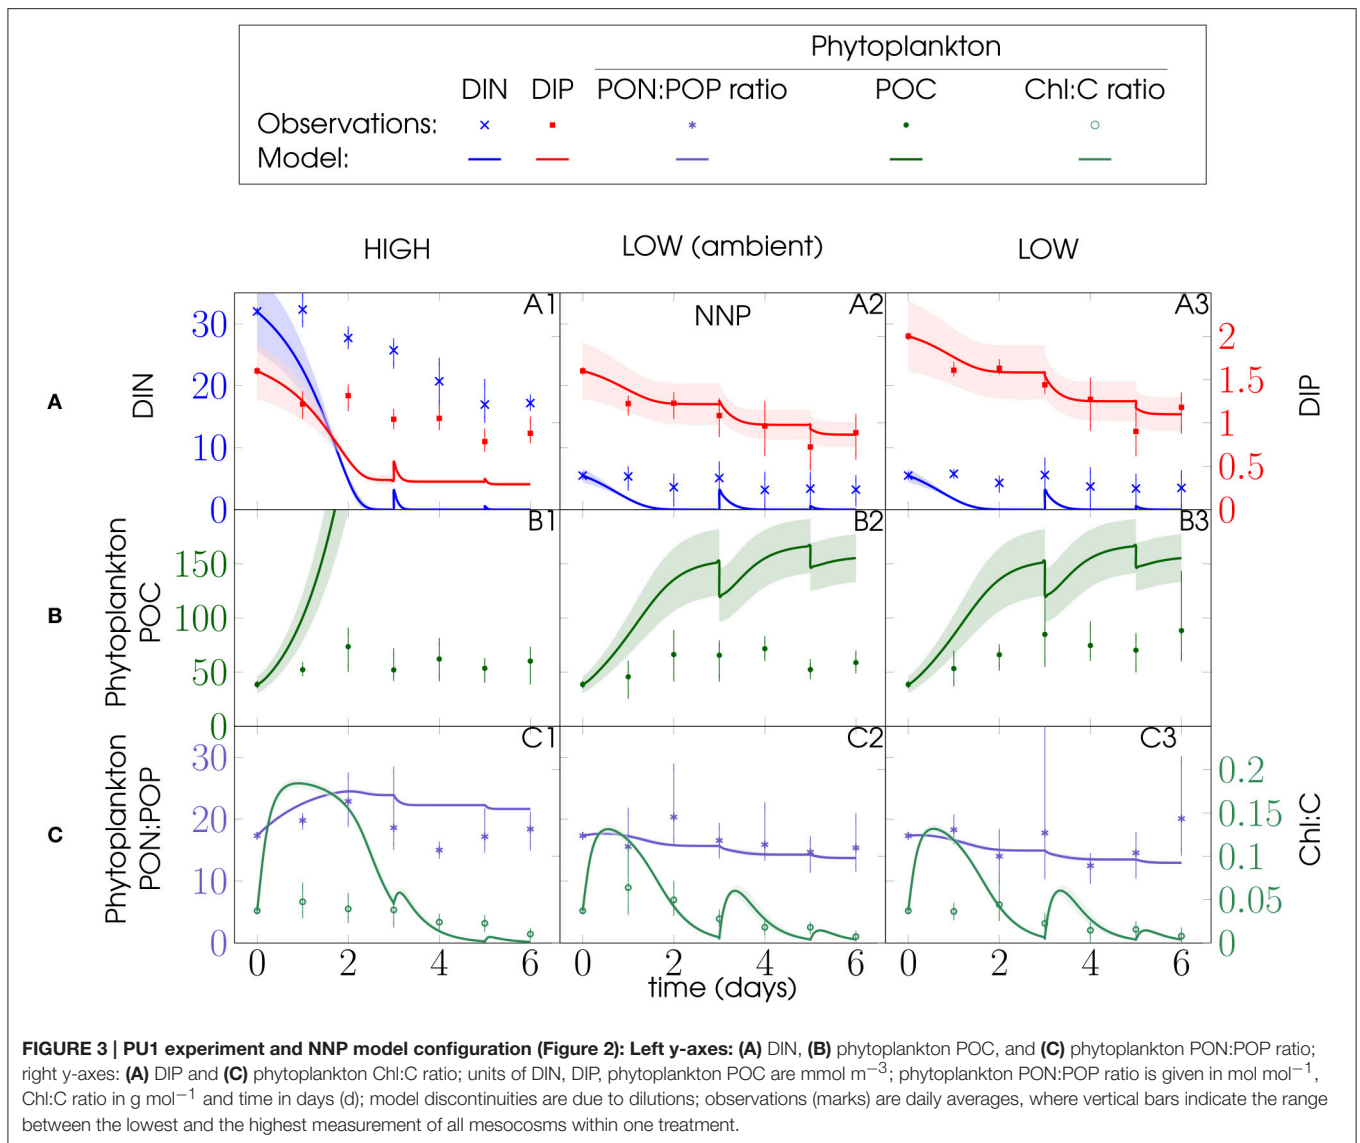 Phytoplankton
DIN DIP PON:POP ratio POC Chl:C ratio
Observations:
Model:
HIGH LOW (ambient) LOW
A1 NNP A2 A3
A
DIN
30
20
10
0
DIP
2
1.5
1
0.5
0
B1 B2 B3
B
Phytoplankton
POC
150
100
50
0
C1 C2 C3
C
Phytoplankton
PON:POP
30
20
10
0
Chl:C
0.2
0.15
0.1
0.05
0
0 2 4 6 0 2 4 6 0 2 4 6
time (days)
FIGURE 3 | PU1 experiment and NNP model configuration (Figure 2): Left y-axes: (A) DIN, (B) phytoplankton POC, and (C) phytoplankton PON:POP ratio;
right y-axes: (A) DIP and (C) phytoplankton Chl:C ratio; units of DIN, DIP, phytoplankton POC are mmol m−3; phytoplankton PON:POP ratio is given in mol mol−1,
Chl:C ratio in g mol−1 and time in days (d); model discontinuities are due to dilutions; observations (marks) are daily averages, where vertical bars indicate the range
between the lowest and the highest measurement of all mesocosms within one treatment.